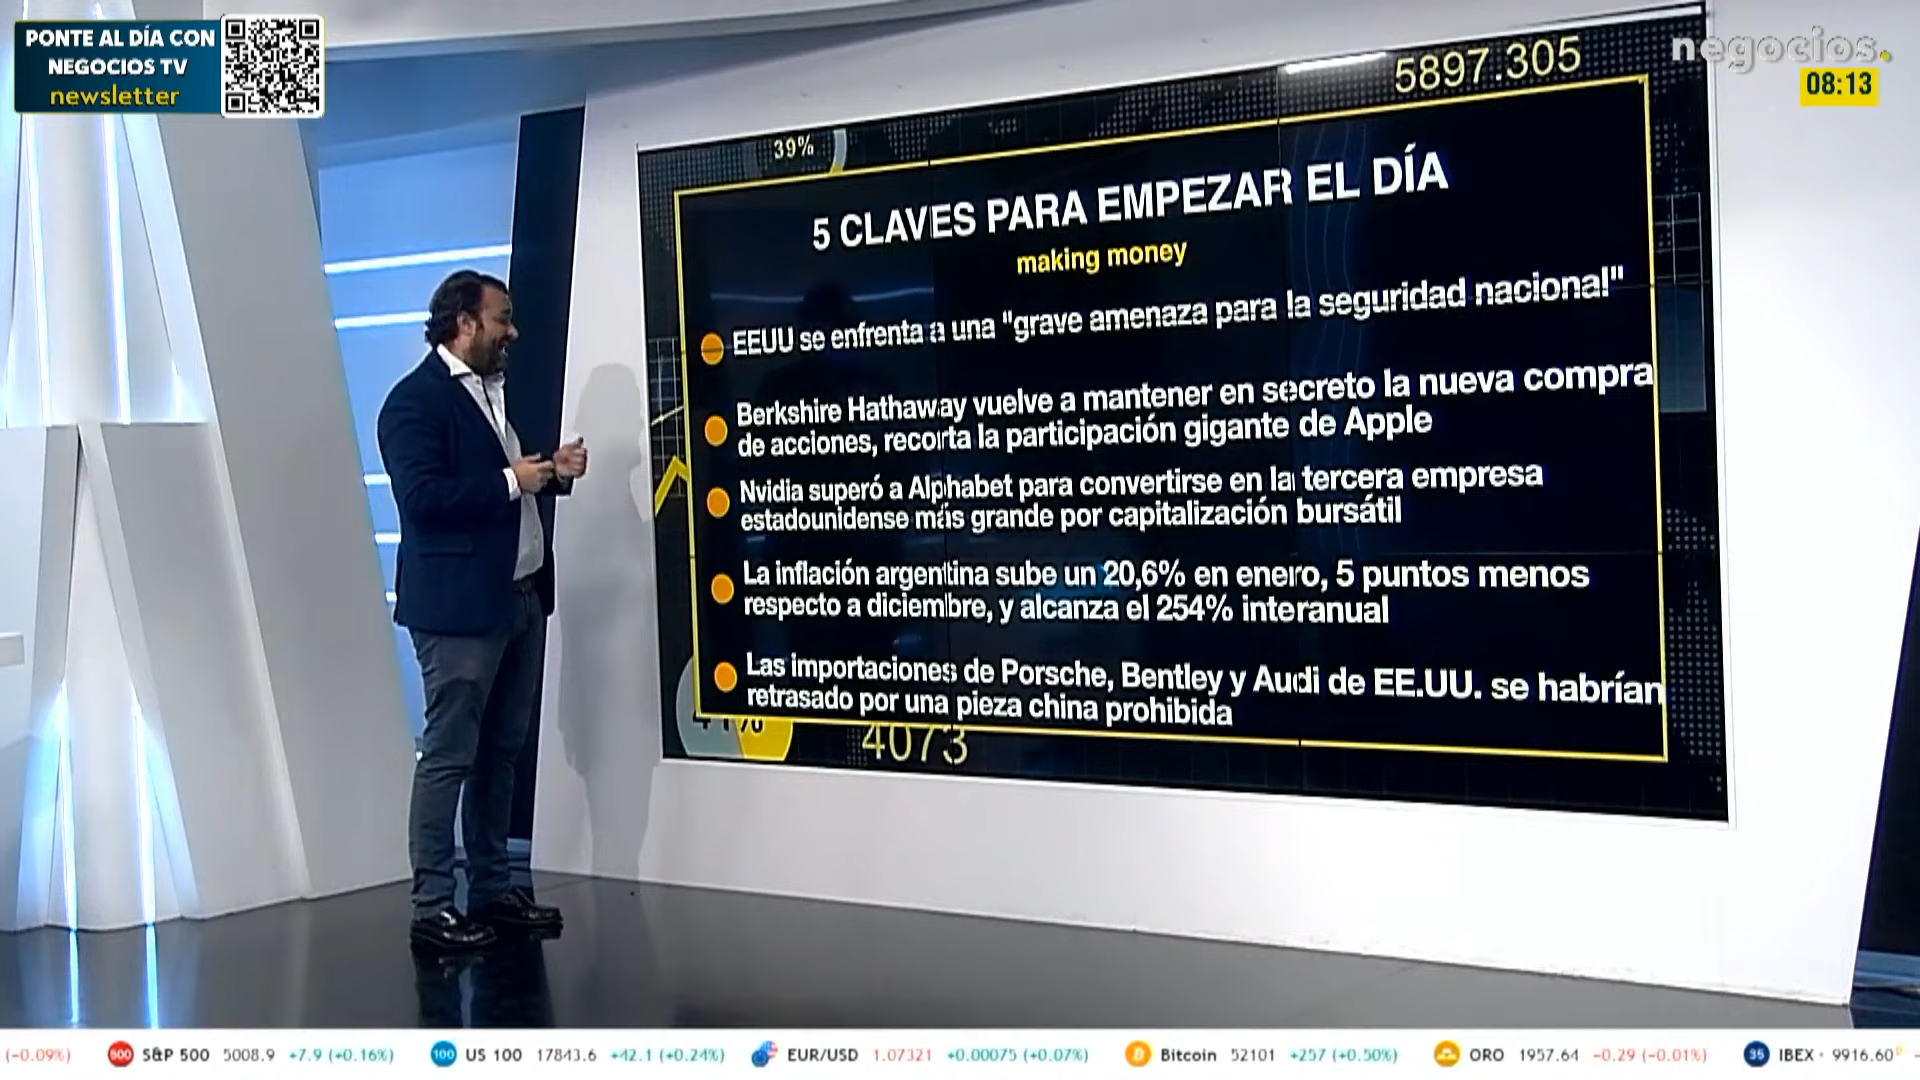 PONTE AL DÍA CON
NEGOCIOS TV
newsletter
negocios.
08:13
5897.305
39%
5 CLAVES PARA EMPEZAR EL DÍA
making money
EEUU se enfrenta a una "grave amenaza para la seguridad nacional"
Berkshire Hathaway vuelve a mantener en secreto la nueva compra
de acciones, recorta la participación gigante de Apple
Nvidia superó a Alphabet para convertirse en la tercera empresa
estadounidense más grande por capitalización bursátil
La inflación argentina sube un 20,6% en enero, 5 puntos menos
respecto a diciembre, y alcanza el 254% interanual
Las importaciones de Porsche, Bentley y Audi de EE.UU. se habrían
retrasado por una pieza china prohibida
4073
(-0.09%) 500 S&P 500 5008.9 +7.9 (+0.16%) 100 US 100 17843.6 +42.1 (+0.24%) EUR/USD 1.07321 +0.00075 (+0.07%) Bitcoin 52101 +257 (+0.50%) ORO 1957.64 -0.29 (-0.01%) 35 IBEX 9916.60